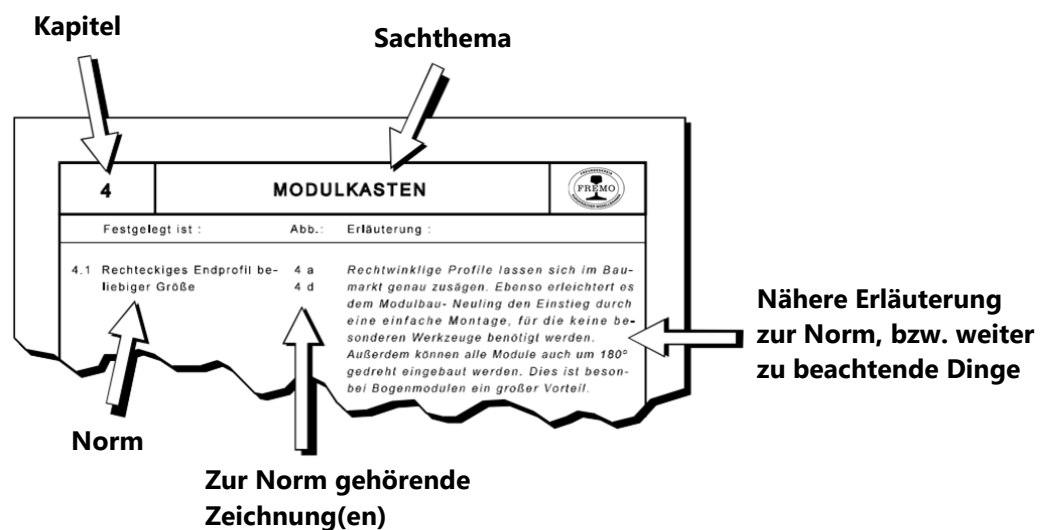 Kapitel
Sachthema
4
MODULKASTEN
FREMO
Festgelegt ist :
Abb.:
Erläuterung :
4.1 Rechteckiges Endprofil be-
liebiger Größe
4 a
4 d
Rechtwinklige Profile lassen sich im Bau-
markt genau zusägen. Ebenso erleichtert es
dem Modulbau- Neuling den Einstieg durch
eine einfache Montage, für die keine be-
sonderen Werkzeuge benötigt werden.
Außerdem können alle Module auch um 180°
gedreht eingebaut werden. Dies ist beson-
bei Bogenmodulen ein großer Vorteil.
Nähere Erläuterung
zur Norm, bzw. weiter
zu beachtende Dinge
Norm
Zur Norm gehörende
Zeichnung(en)